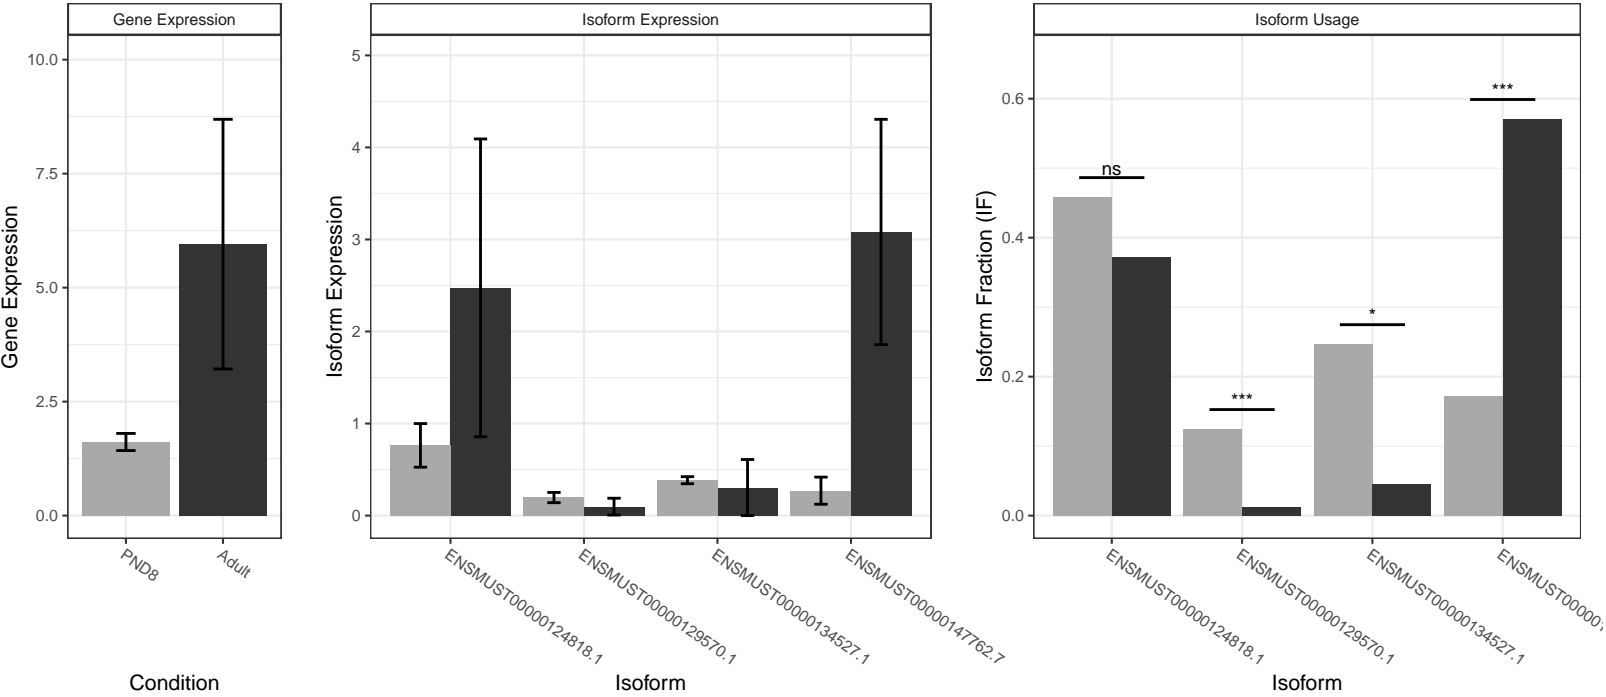 Gene Expression
Isoform Expression
Isoform Usage
Gene Expression
10.0
7.5
5.0
2.5
0.0
PND8
Adult
Condition
Isoform Expression
5
4
3
2
1
0
ENSMUST00000124818.1
ENSMUST00000129570.1
ENSMUST00000134527.1
ENSMUST00000147762.7
Isoform
Isoform Fraction (IF)
0.6
0.4
0.2
0.0
ns
***
*
***
ENSMUST00000124818.1
ENSMUST00000129570.1
ENSMUST00000134527.1
ENSMUST000001
Isoform